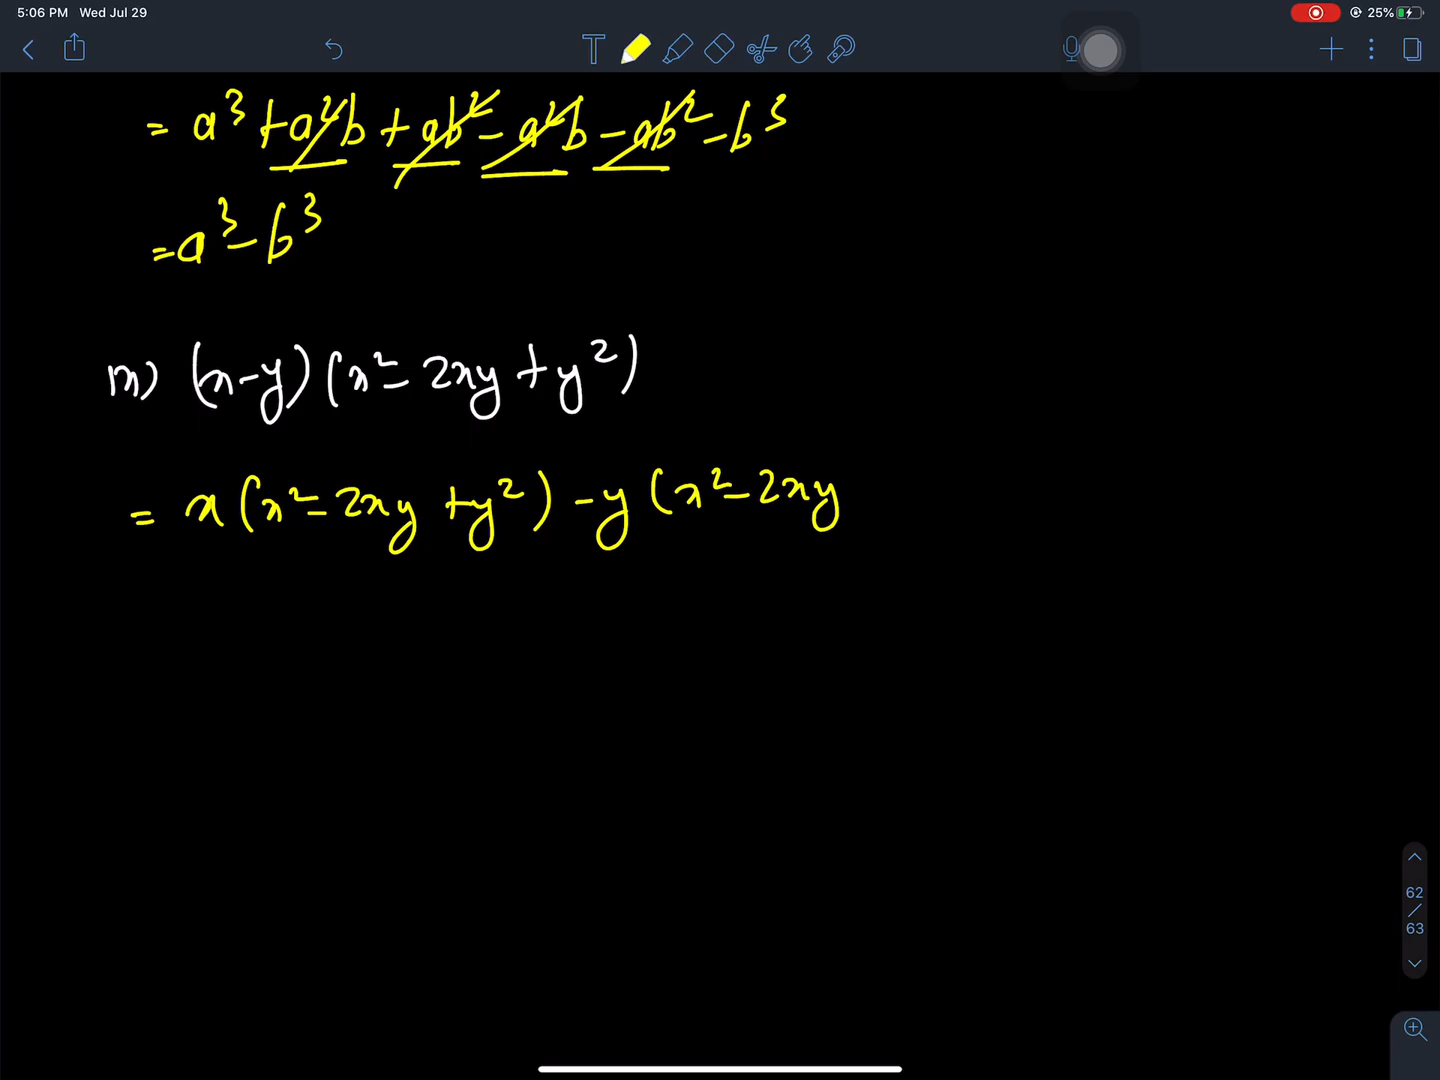 5:06 PM Wed Jul 29 25%
T
= a³ + a²b + ab² - a²b - ab² - b³
= a³ - b³
m) (x-y)(x² - 2xy + y²)
= x(x² - 2xy + y²) - y(x² - 2xy
62
/
63